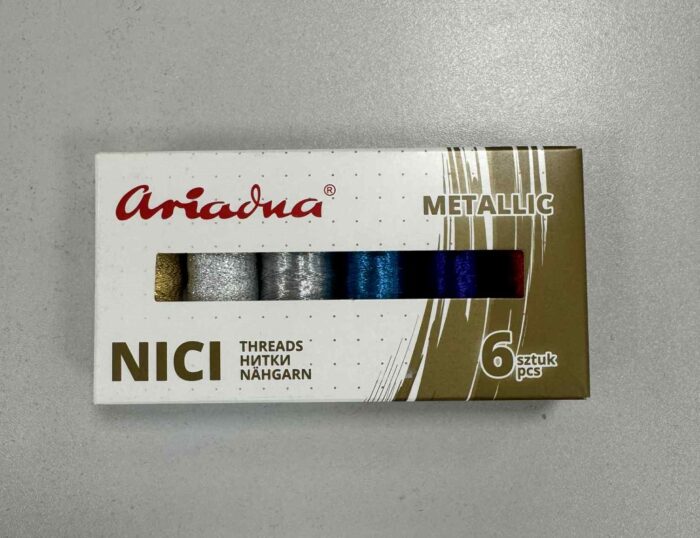 Ariadna®
METALLIC
NICI
THREADS
НИТКИ
NÄHGARN
6 sztuk
pcs